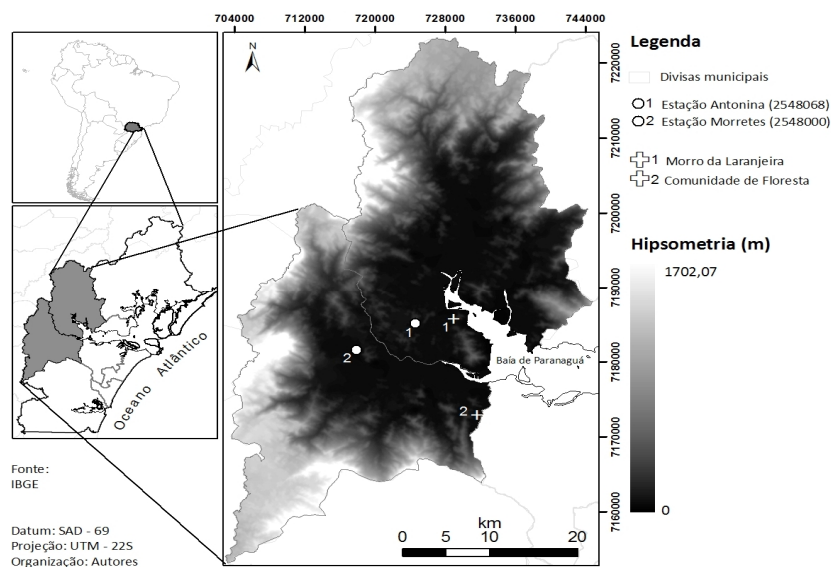 704000 712000 720000 728000 736000 744000
N
7220000
7210000
7200000
7190000
7180000
7170000
7160000
1
2
1
2
Baía de Paranaguá
km
0 5 10 20
Oceano Atlântico
Fonte:
IBGE
Datum: SAD - 69
Projeção: UTM - 22S
Organização: Autores
Legenda
Divisas municipais
1 Estação Antonina (2548068)
2 Estação Morretes (2548000)
1 Morro da Laranjeira
2 Comunidade de Floresta
Hipsometria (m)
1702,07
0